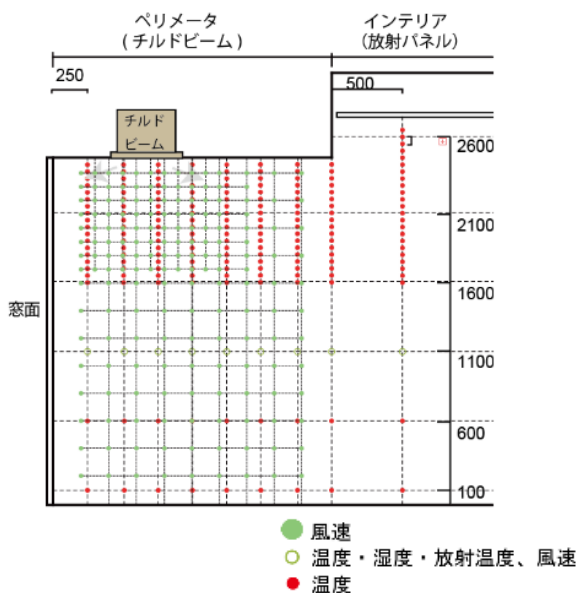 ペリメータ
(チルドビーム)
インテリア
(放射パネル)
250
500
チルド
ビーム
2600
2100
1600
窓面
1100
600
100
風速
温度・湿度・放射温度、風速
温度